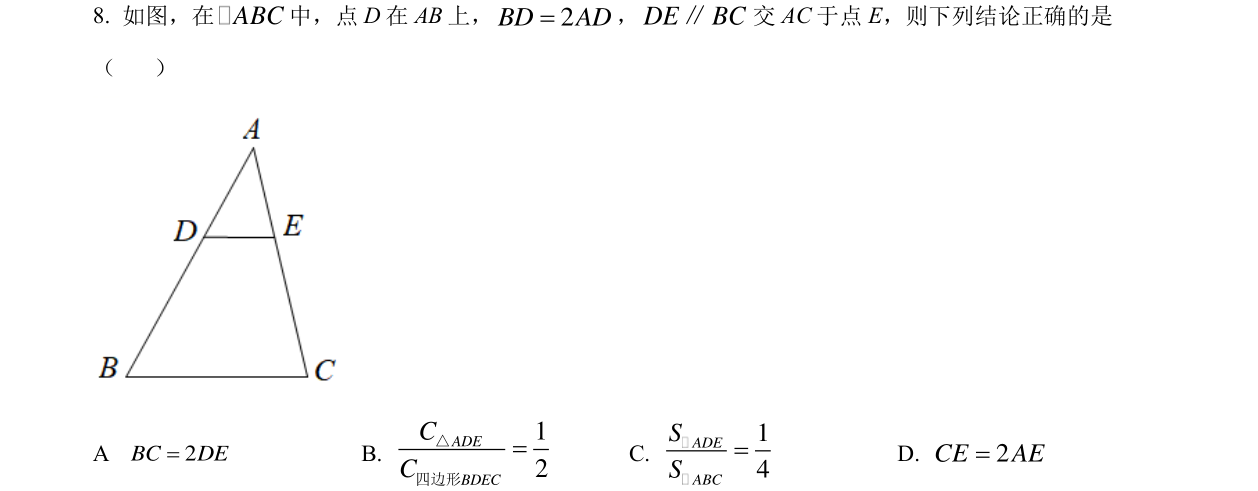 8. 如图，在□ABC中，点D在AB上，BD=2AD，DE∥BC交AC于点E，则下列结论正确的是
（ ）
A
D
E
B
C
A BC=2DE B. C△ADE/C四边形BDEC=1/2 C. S□ADE/S□ABC=1/4 D. CE=2AE